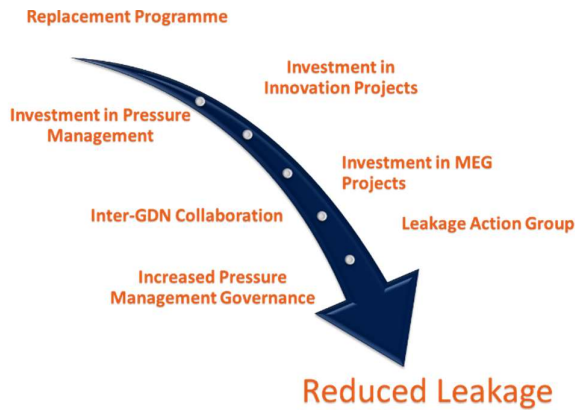 Replacement Programme
Investment in
Innovation Projects
Investment in Pressure
Management
Investment in MEG
Projects
Inter-GDN Collaboration
Leakage Action Group
Increased Pressure
Management Governance
Reduced Leakage